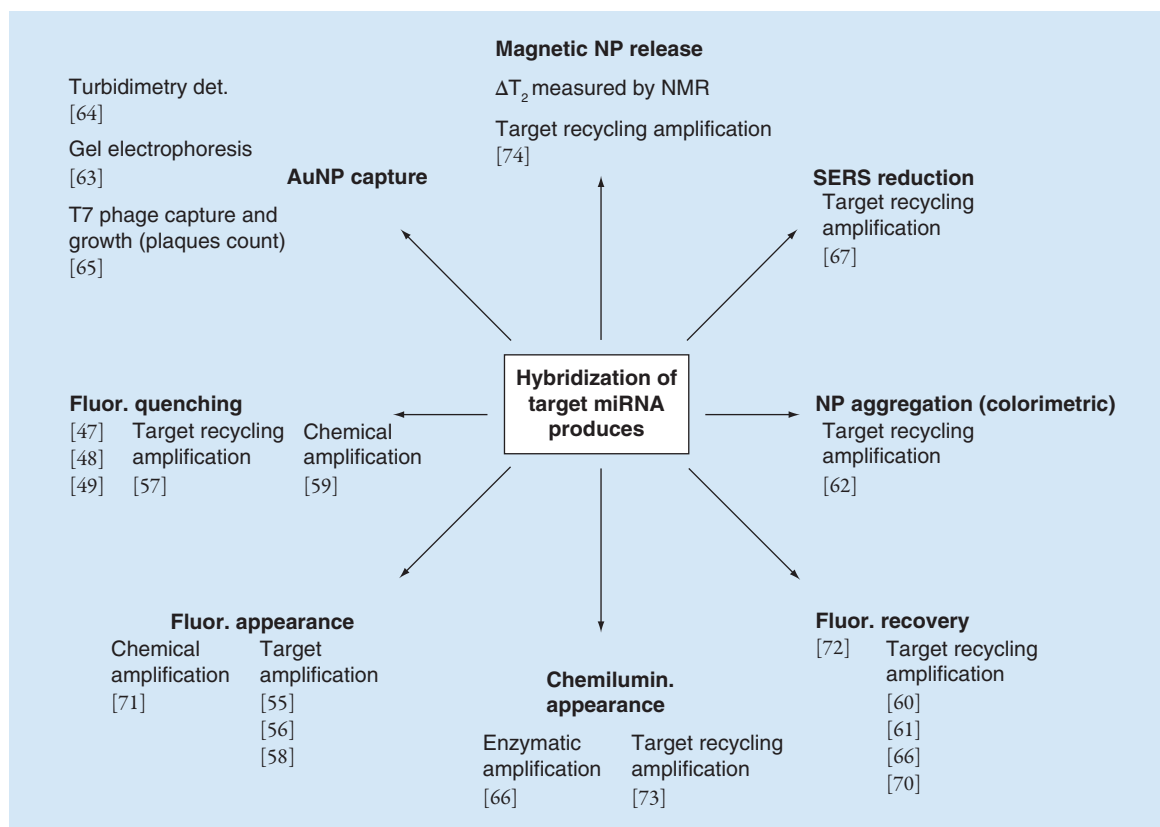 Magnetic NP release
ΔT2 measured by NMR
Target recycling amplification
[74]
Turbidimetry det.
[64]
Gel electrophoresis
[63]
AuNP capture
T7 phage capture and
growth (plaques count)
[65]
SERS reduction
Target recycling
amplification
[67]
Hybridization of
target miRNA
produces
Fluor. quenching
[47]
[48]
[49]
Target recycling
amplification
[57]
Chemical
amplification
[59]
NP aggregation (colorimetric)
Target recycling
amplification
[62]
Fluor. appearance
Chemical
amplification
[71]
Target
amplification
[55]
[56]
[58]
Chemilumin.
appearance
Enzymatic
amplification
[66]
Target recycling
amplification
[73]
Fluor. recovery
[72]
Target recycling
amplification
[60]
[61]
[66]
[70]